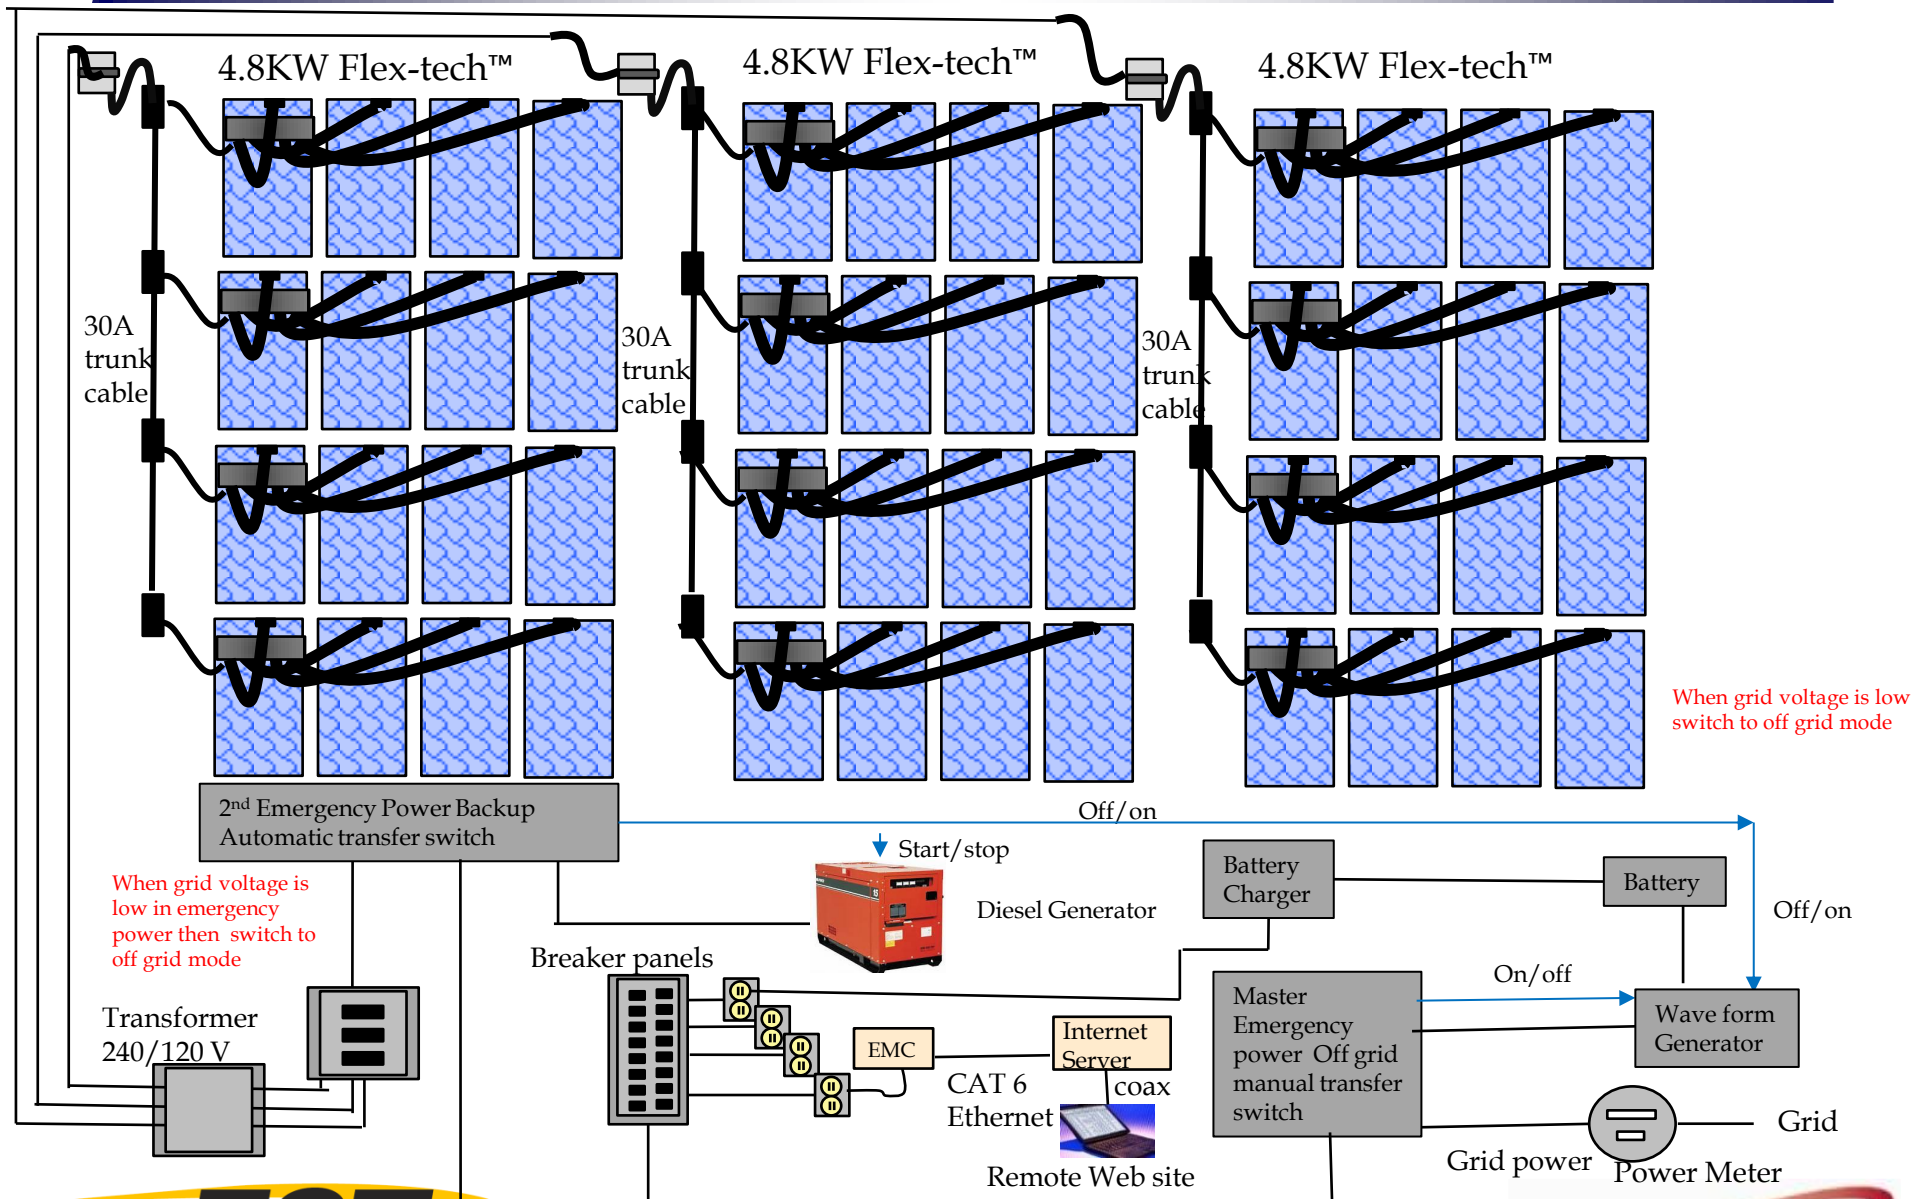 4.8KW Flex-tech™
4.8KW Flex-tech™
4.8KW Flex-tech™
30A
trunk
cable
30A
trunk
cable
30A
trunk
cable
When grid voltage is low
switch to off grid mode
2nd Emergency Power Backup
Automatic transfer switch
Off/on
Start/stop
Diesel Generator
Battery
Charger
Battery
Off/on
When grid voltage is
low in emergency
power then switch to
off grid mode
Breaker panels
On/off
Transformer
240/120 V
EMC
Internet
Server
CAT 6
Ethernet
coax
Remote Web site
Master
Emergency
power Off grid
manual transfer
switch
Wave form
Generator
Grid power
Power Meter
Grid